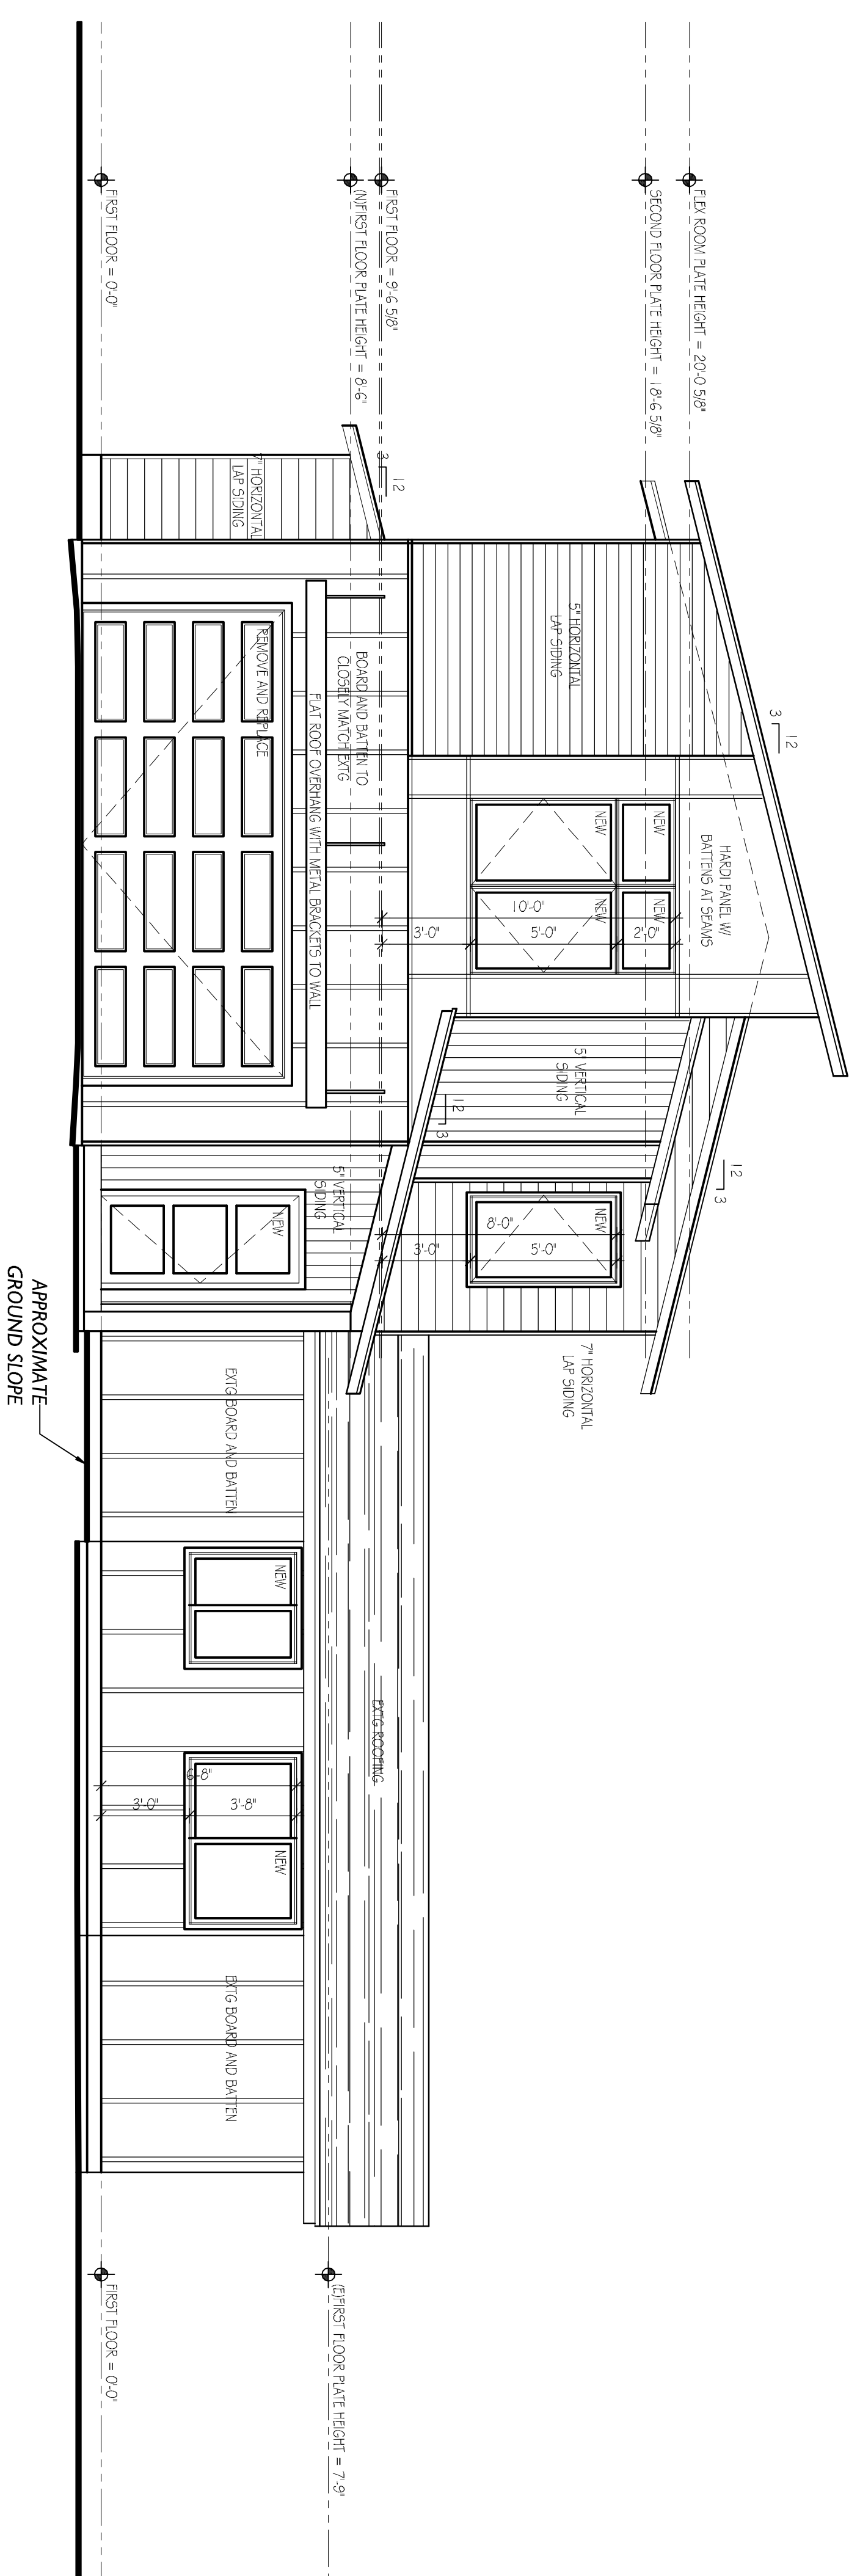 FLEX ROOM PLATE HEIGHT = 20'-0 5/8"
SECOND FLOOR PLATE HEIGHT = 18'-6 5/8"
FIRST FLOOR = 9'-6 5/8"
(N)FIRST FLOOR PLATE HEIGHT = 8'-6"
FIRST FLOOR = 0'-0"
12
3
7" HORIZONTAL
LAP SIDING
12
3
5" HORIZONTAL
LAP SIDING
HARDI PANEL W/
BATTENS AT SEAMS
NEW
NEW
NEW
NEW
10'-0"
2'-0"
5'-0"
3'-0"
BOARD AND BATTEN TO
CLOSELY MATCH EXTG
FLAT ROOF OVERHANG WITH METAL BRACKETS TO WALL
REMOVE AND REPLACE
5" VERTICAL
SIDING
12
3
12
3
NEW
8'-0"
5'-0"
3'-0"
7" HORIZONTAL
LAP SIDING
5" VERTICAL
SIDING
NEW
EXTG BOARD AND BATTEN
NEW
EXTG ROOFING
6'-8"
3'-8"
3'-0"
NEW
EXTG BOARD AND BATTEN
(E)FIRST FLOOR PLATE HEIGHT = 7'-9"
FIRST FLOOR = 0'-0"
APPROXIMATE
GROUND SLOPE